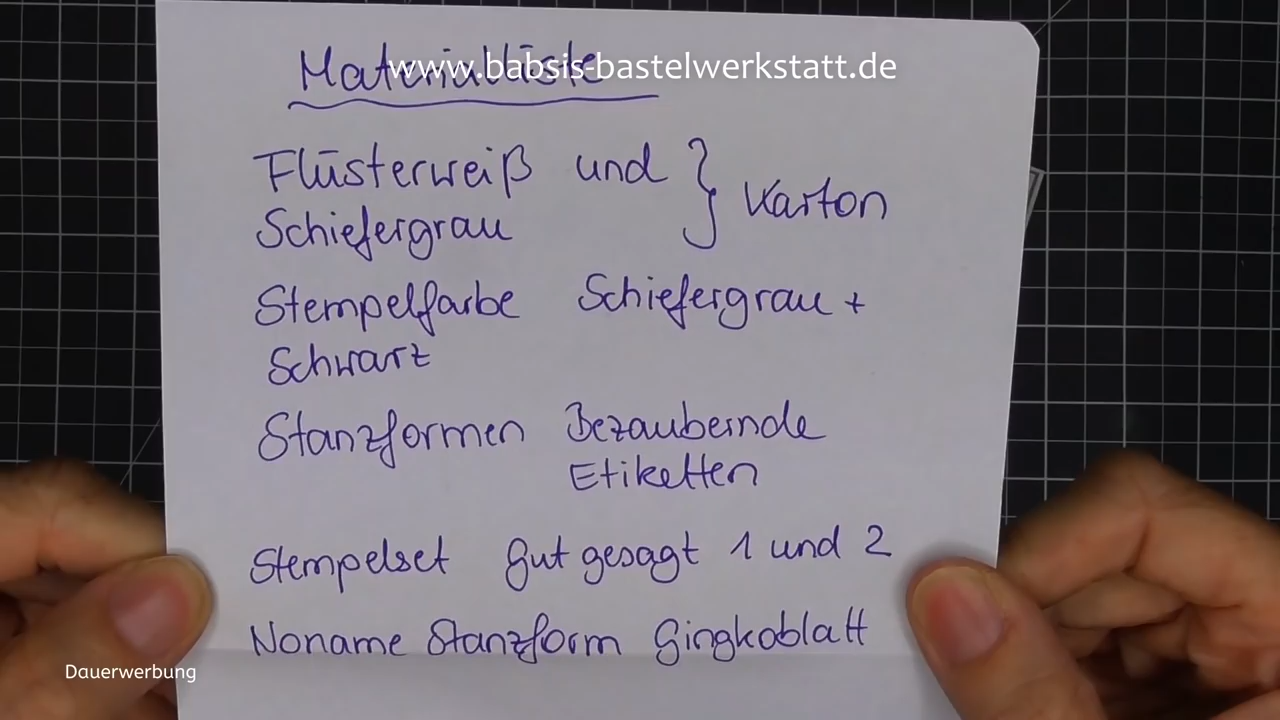 www.babsis-bastelwerkstatt.de
Materialliste
Flüsterweiß und } Karton
Schiefergrau
Stempelfarbe Schiefergrau +
Schwarz
Stanzformen Bezaubernde
Etiketten
Stempelset gut gesagt 1 und 2
Noname Stanzform Gingkoblatt
Dauerwerbung